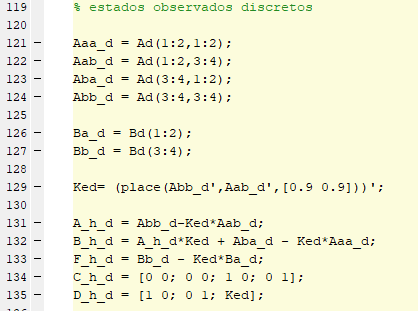 119 % estados observados discretos
120
121 - Aaa_d = Ad(1:2,1:2);
122 - Aab_d = Ad(1:2,3:4);
123 - Aba_d = Ad(3:4,1:2);
124 - Abb_d = Ad(3:4,3:4);
125
126 - Ba_d = Bd(1:2);
127 - Bb_d = Bd(3:4);
128
129 - Ked= (place(Abb_d',Aab_d',[0.9 0.9]))';
130
131 - A_h_d = Abb_d-Ked*Aab_d;
132 - B_h_d = A_h_d*Ked + Aba_d - Ked*Aaa_d;
133 - F_h_d = Bb_d - Ked*Ba_d;
134 - C_h_d = [0 0; 0 0; 1 0; 0 1];
135 - D_h_d = [1 0; 0 1; Ked];